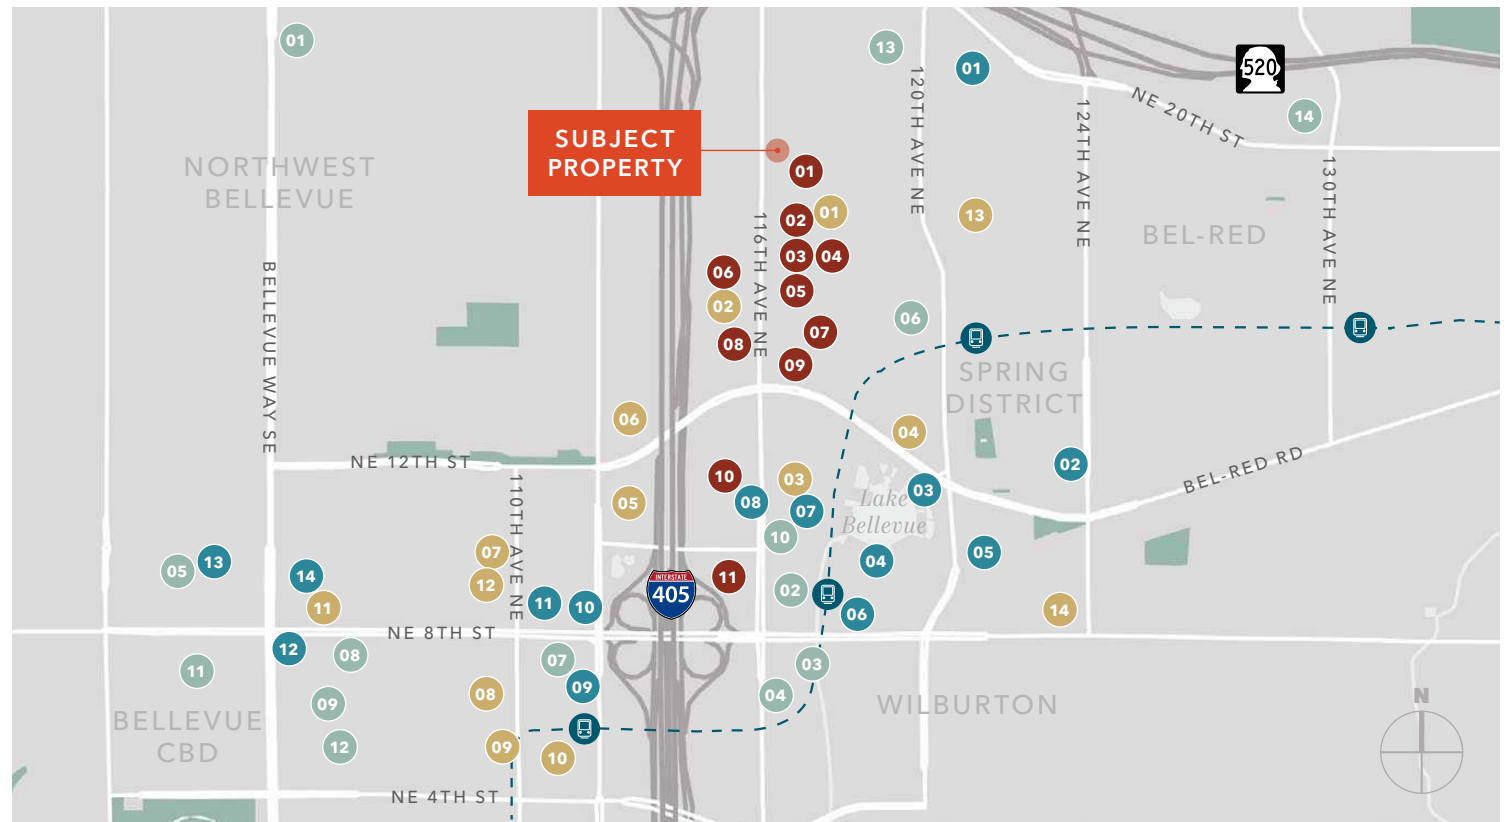 01
13
01
520
120TH AVE NE
124TH AVE NE
NE 20TH ST
14
SUBJECT
PROPERTY
NORTHWEST
BELLEVUE
01
130TH AVE NE
02
01
13
116TH AVE NE
BEL-RED
03
04
06
05
02
BELLEVUE WAY SE
06
07
08
09
SPRING
DISTRICT
06
04
NE 12TH ST
10
03
02
BEL-RED RD
110TH AVE NE
05
08
07
03
Lake
Bellevue
10
07
05
05
13
04
14
12
11
INTERSTATE
405
02
11
11
10
06
14
NE 8TH ST
12
08
07
03
11
09
08
04
09
WILBURTON
N
BELLEVUE
CBD
12
09
10
NE 4TH ST